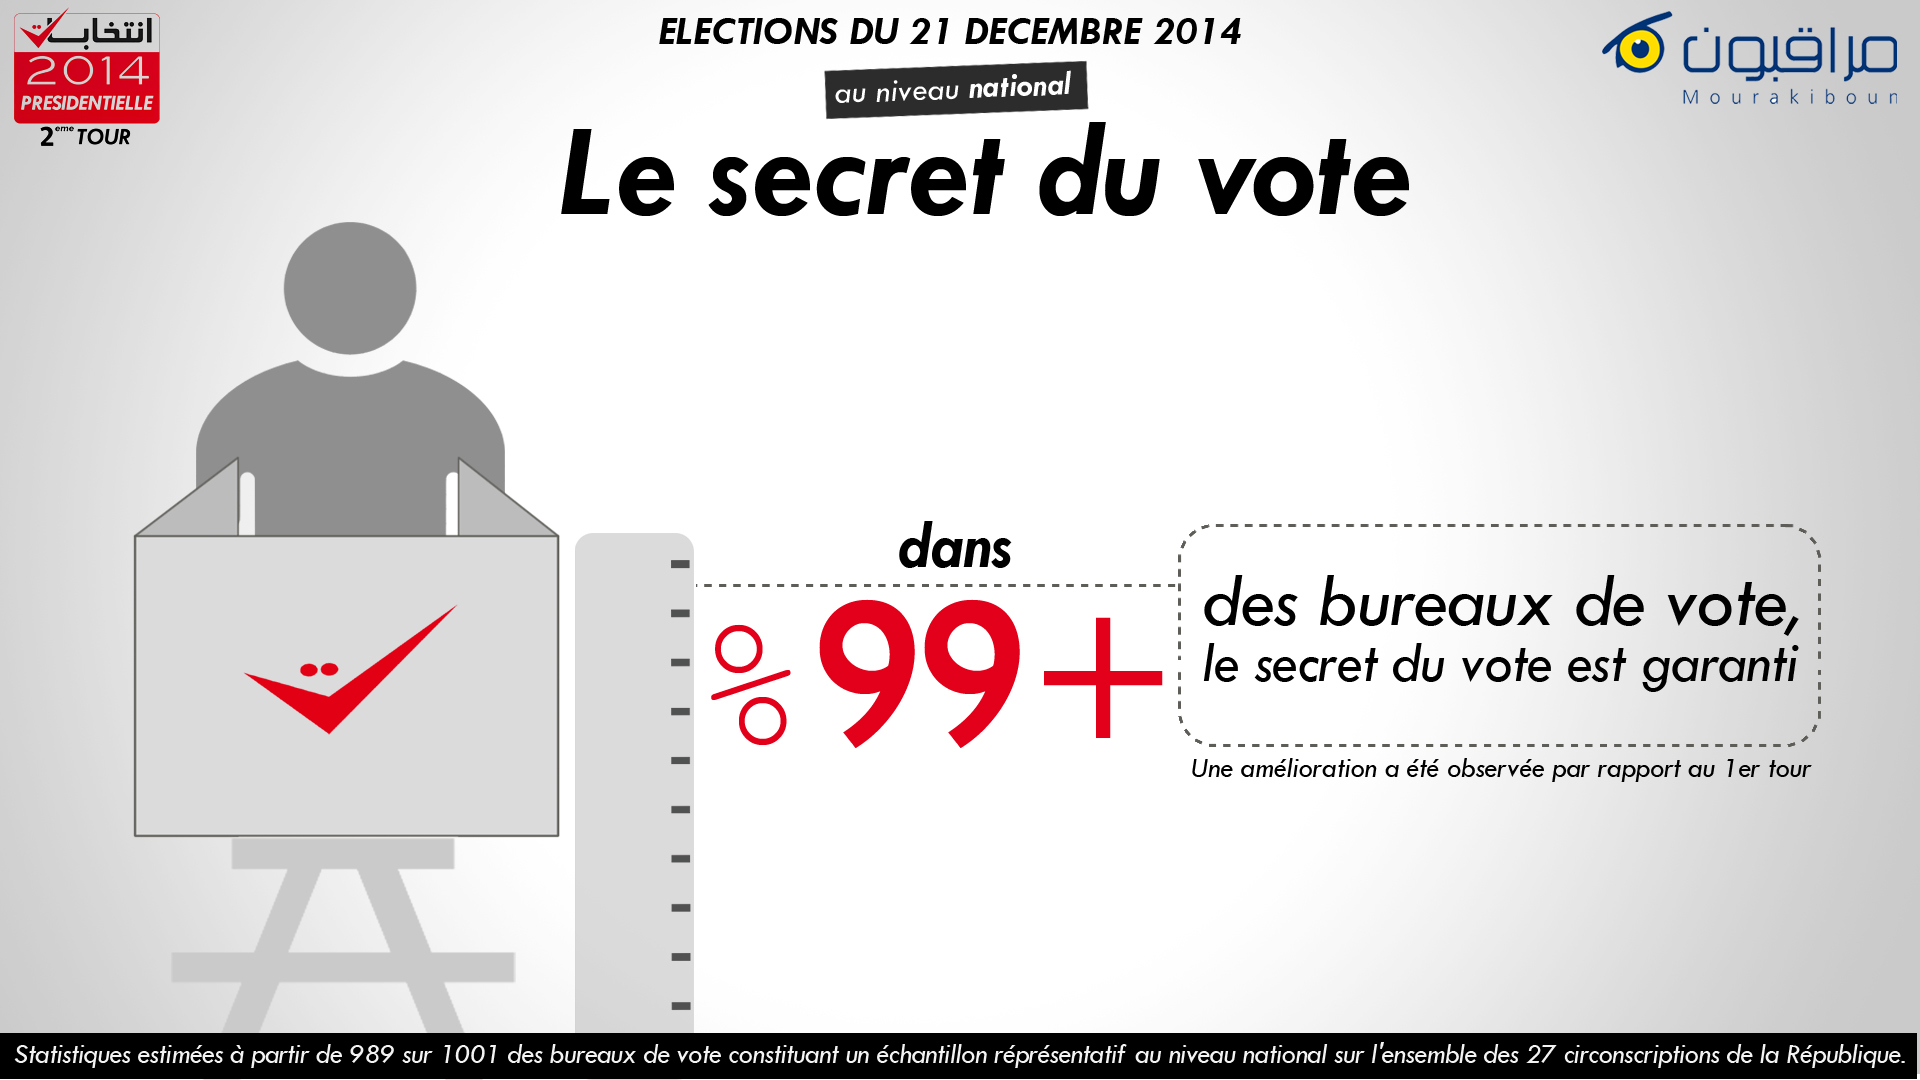 انتخابات
2014
PRESIDENTIELLE
2eme TOUR
ELECTIONS DU 21 DECEMBRE 2014
au niveau national
Le secret du vote
مراقبون
Mourakiboun
dans
% 99 +
des bureaux de vote,
le secret du vote est garanti
Une amélioration a été observée par rapport au 1er tour
Statistiques estimées à partir de 989 sur 1001 des bureaux de vote constituant un échantillon réprésentatif au niveau national sur l'ensemble des 27 circonscriptions de la République.